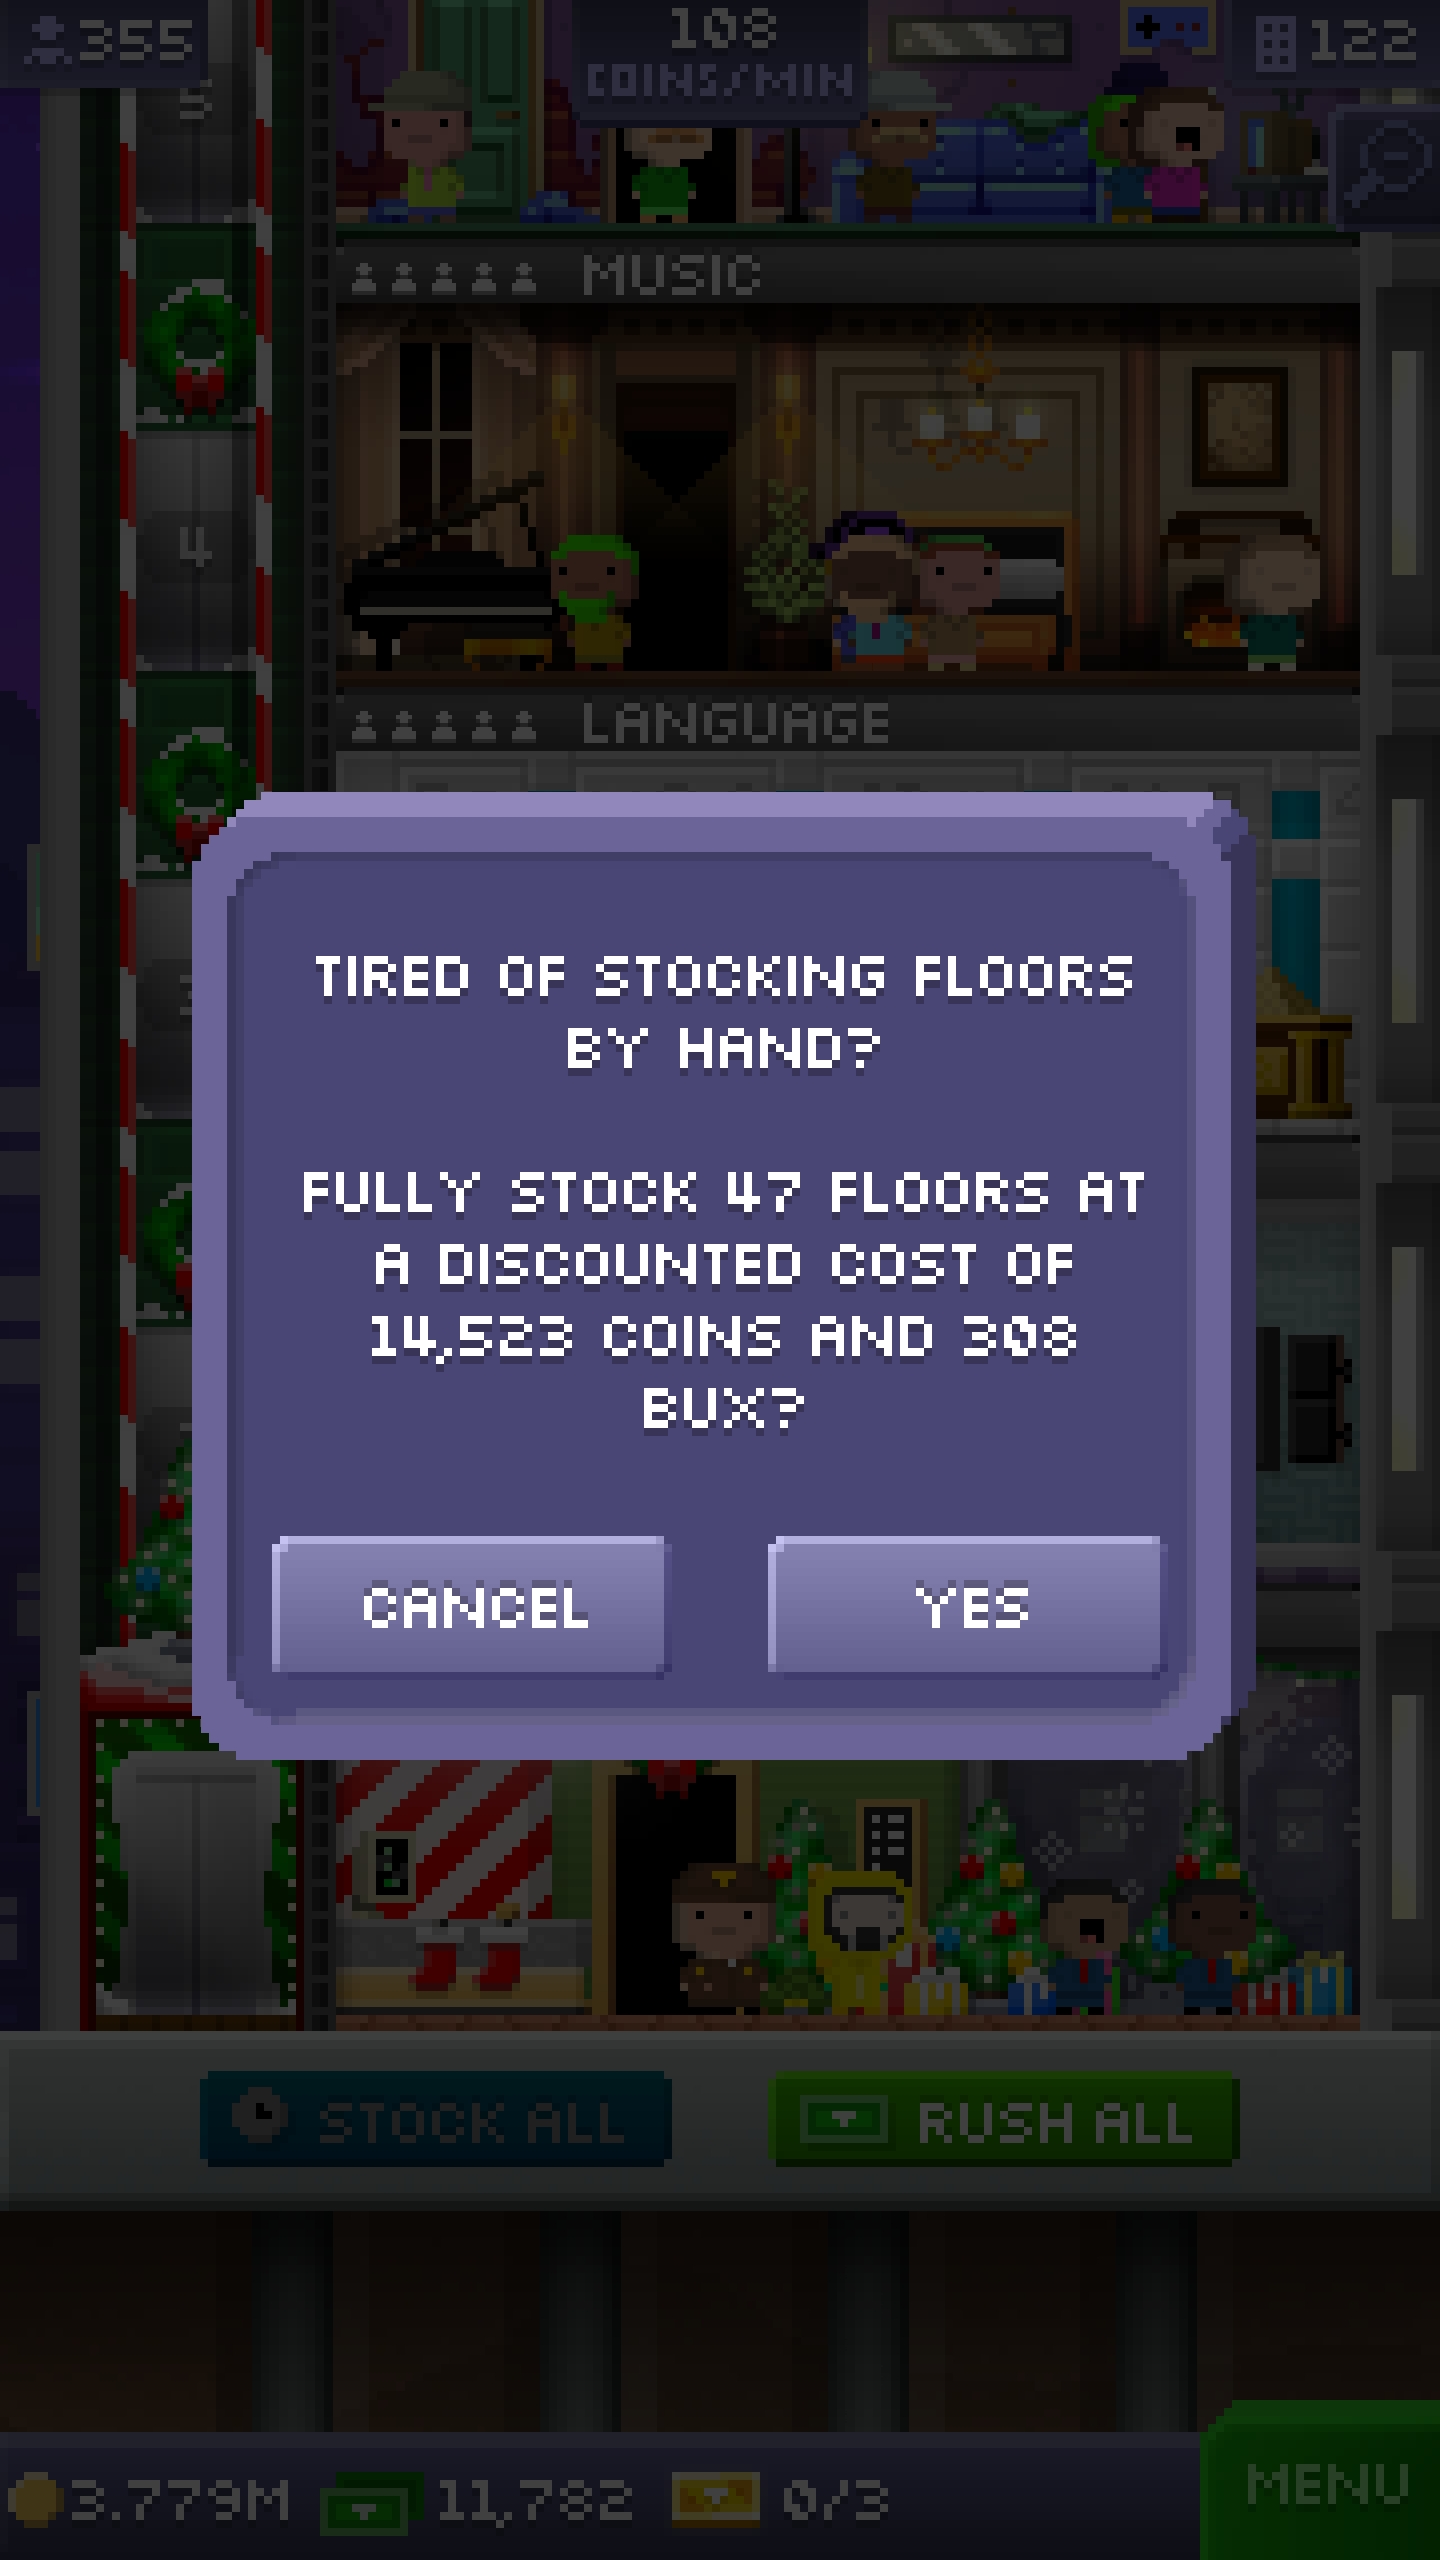 355
108
COINS/MIN
122
5
MUSIC
4
LANGUAGE
TIRED OF STOCKING FLOORS
BY HAND?
FULLY STOCK 47 FLOORS AT
A DISCOUNTED COST OF
14,523 COINS AND 308
BUX?
CANCEL
YES
STOCK ALL
RUSH ALL
3.779M
11,782
0/3
MENU